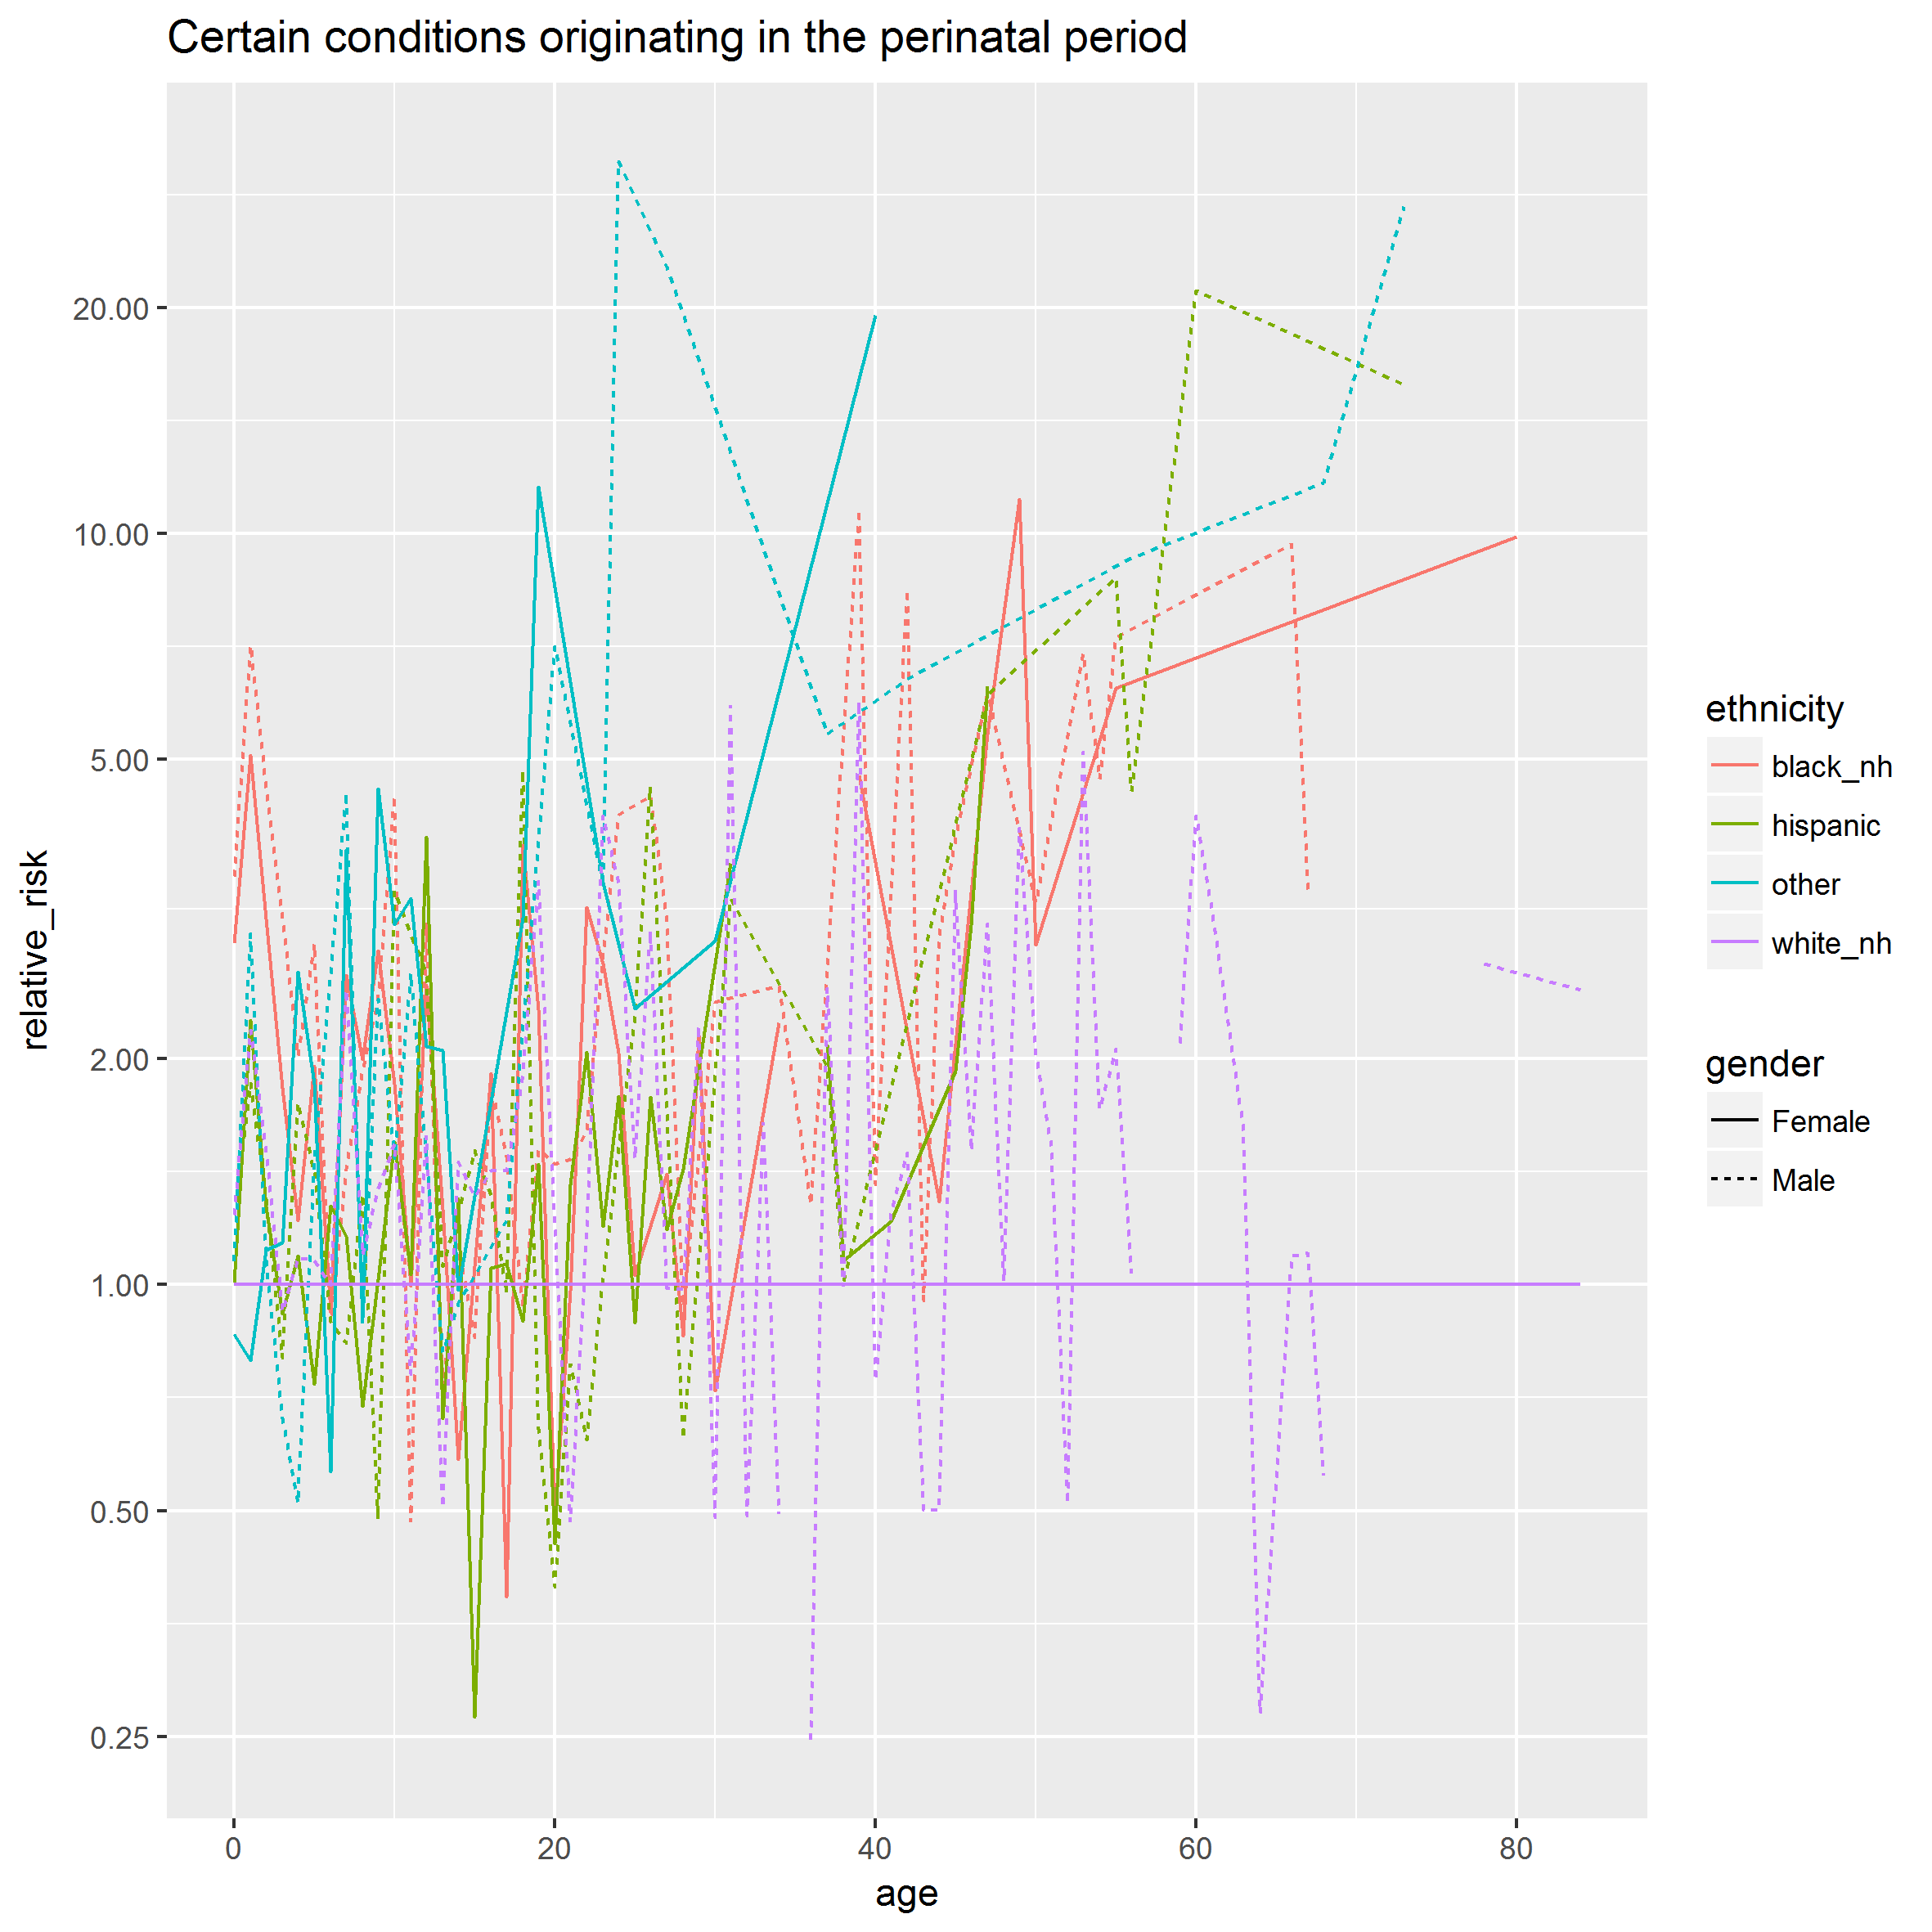 Certain conditions originating in the perinatal period
relative_risk
20.00
10.00
5.00
2.00
1.00
0.50
0.25
0
20
40
60
80
age
ethnicity
black_nh
hispanic
other
white_nh
gender
Female
Male